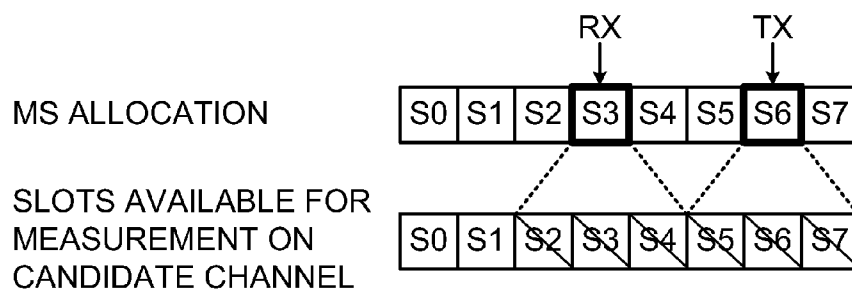 RX TX
MS ALLOCATION S0 S1 S2 S3 S4 S5 S6 S7
SLOTS AVAILABLE FOR
MEASUREMENT ON S0 S1 S2 S3 S4 S5 S6 S7
CANDIDATE CHANNEL